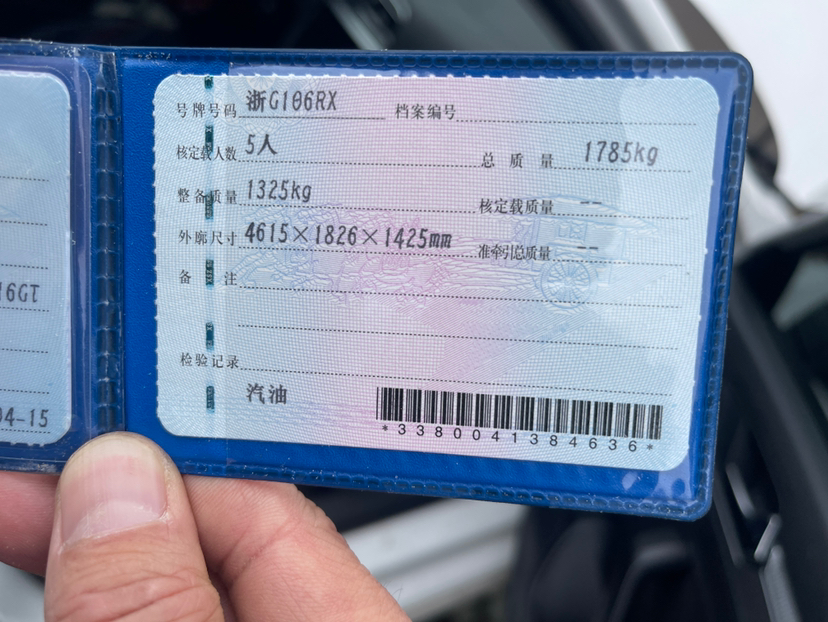 号牌号码 浙G106RX 档案编号
核定载人数 5人 总质量 1785kg
整备质量 1325kg 核定载质量 --
外廓尺寸 4615×1826×1425mm 准牵引总质量 --
备注
检验记录
汽油
*3380041384636*
16GT
04-15